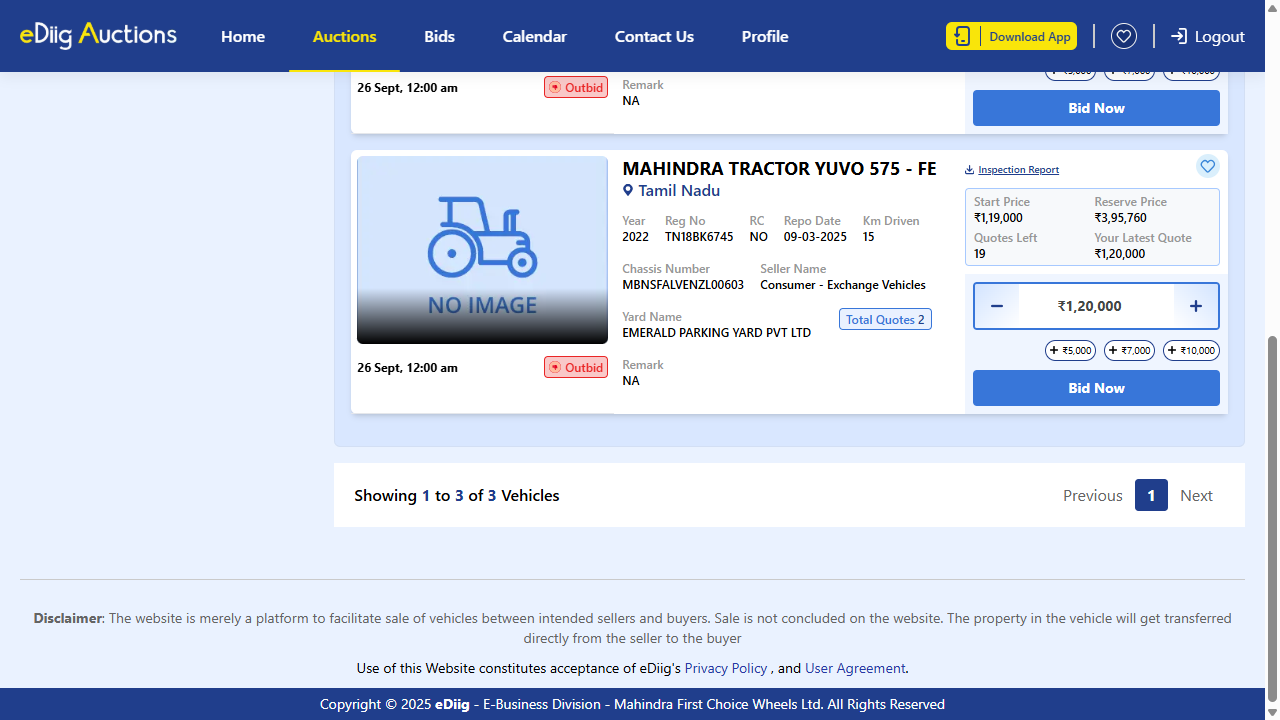 eDiig Auctions
Home
Auctions
Bids
Calendar
Contact Us
Profile
Download App
Logout
26 Sept, 12:00 am
Outbid
Remark
NA
Bid Now
NO IMAGE
26 Sept, 12:00 am
Outbid
MAHINDRA TRACTOR YUVO 575 - FE
Tamil Nadu
Year Reg No RC Repo Date Km Driven
2022 TN18BK6745 NO 09-03-2025 15
Chassis Number Seller Name
MBNSFALVENZL00603 Consumer - Exchange Vehicles
Yard Name
EMERALD PARKING YARD PVT LTD
Total Quotes 2
Remark
NA
Inspection Report
Start Price Reserve Price
₹1,19,000 ₹3,95,760
Quotes Left Your Latest Quote
19 ₹1,20,000
− ₹1,20,000 +
+ ₹5,000 + ₹7,000 + ₹10,000
Bid Now
Showing 1 to 3 of 3 Vehicles
Previous 1 Next
Disclaimer: The website is merely a platform to facilitate sale of vehicles between intended sellers and buyers. Sale is not concluded on the website. The property in the vehicle will get transferred
directly from the seller to the buyer
Use of this Website constitutes acceptance of eDiig's Privacy Policy , and User Agreement.
Copyright © 2025 eDiig - E-Business Division - Mahindra First Choice Wheels Ltd. All Rights Reserved